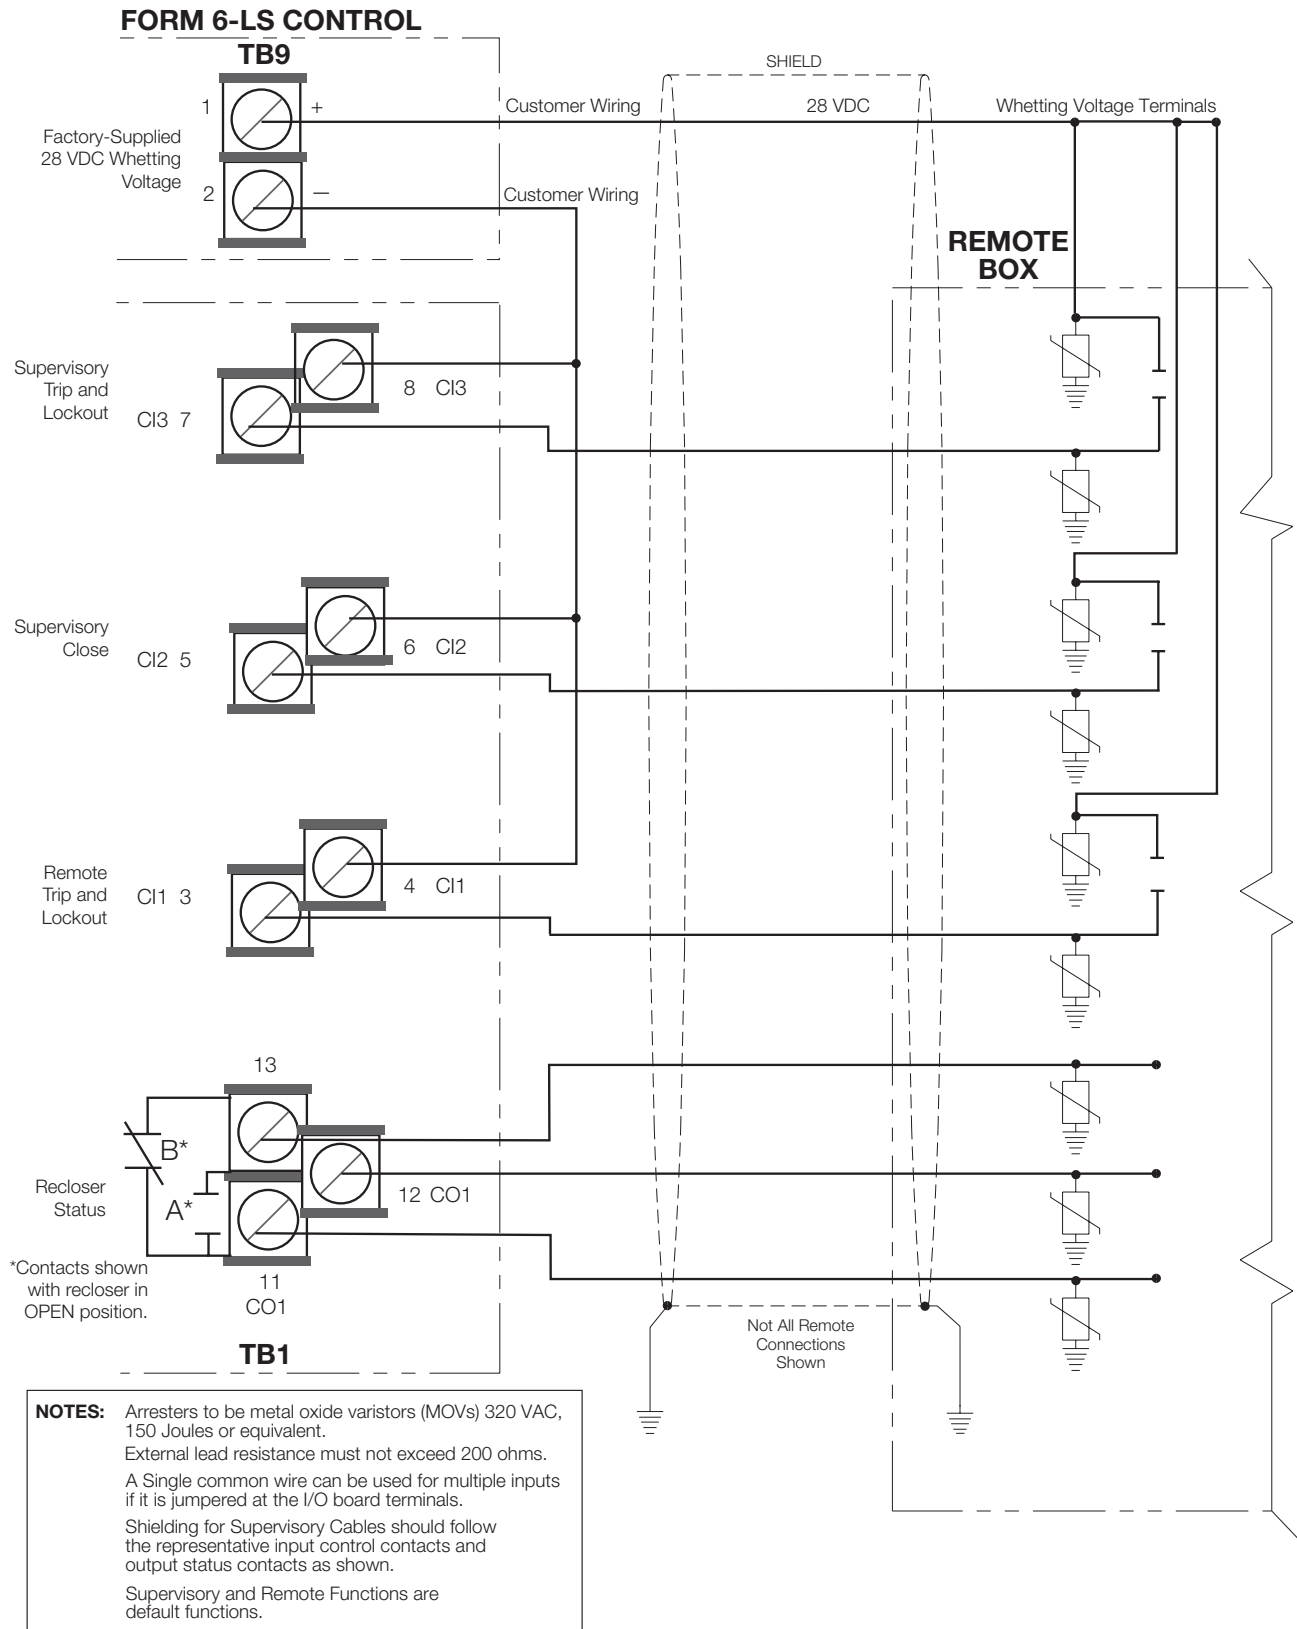 FORM 6-LS CONTROL
TB9
SHIELD
1
+
Customer Wiring
28 VDC
Whetting Voltage Terminals
Factory-Supplied
28 VDC Whetting
Voltage
2
—
Customer Wiring
REMOTE
BOX
Supervisory
Trip and
Lockout
8 CI3
CI3 7
Supervisory
Close
6 CI2
CI2 5
Remote
Trip and
Lockout
4 CI1
CI1 3
13
B*
Recloser
Status
A*
12 CO1
*Contacts shown
with recloser in
OPEN position.
11
CO1
TB1
Not All Remote
Connections
Shown
NOTES: Arresters to be metal oxide varistors (MOVs) 320 VAC,
150 Joules or equivalent.
External lead resistance must not exceed 200 ohms.
A Single common wire can be used for multiple inputs
if it is jumpered at the I/O board terminals.
Shielding for Supervisory Cables should follow
the representative input control contacts and
output status contacts as shown.
Supervisory and Remote Functions are
default functions.